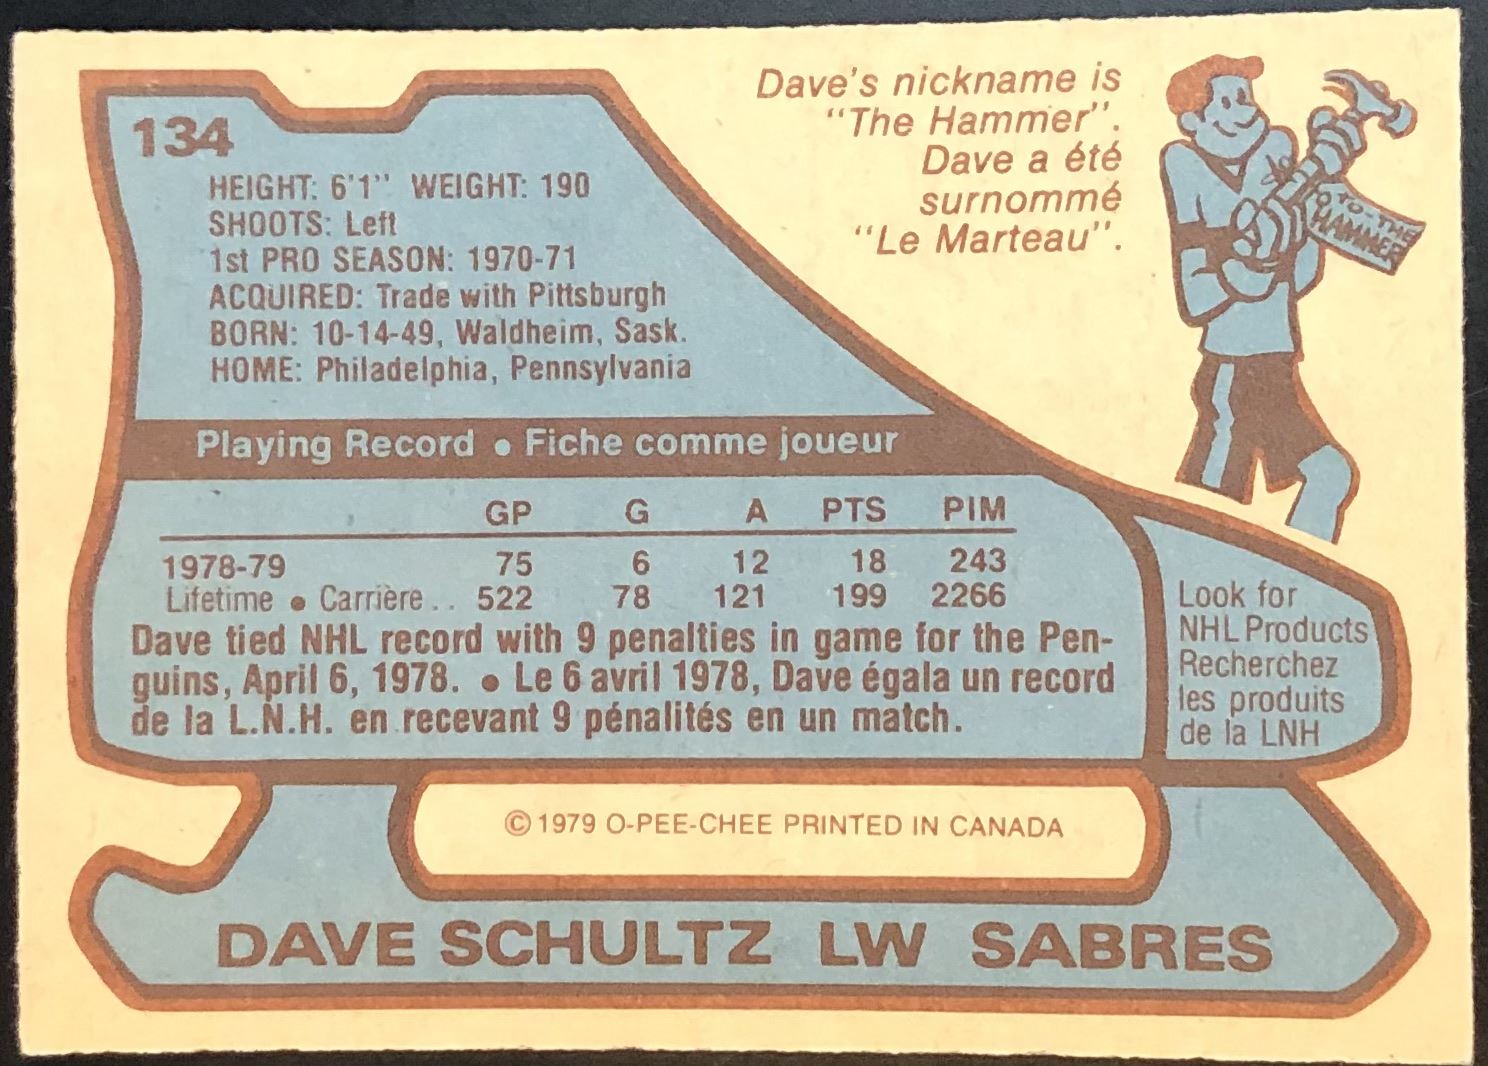 134
HEIGHT: 6'1" WEIGHT: 190
SHOOTS: Left
1st PRO SEASON: 1970-71
ACQUIRED: Trade with Pittsburgh
BORN: 10-14-49, Waldheim, Sask.
HOME: Philadelphia, Pennsylvania
Dave's nickname is
"The Hammer".
Dave a été
surnommé
"Le Marteau".
TO-THE
HAMMER
Playing Record • Fiche comme joueur
GP G A PTS PIM
1978-79 75 6 12 18 243
Lifetime • Carrière .. 522 78 121 199 2266
Dave tied NHL record with 9 penalties in game for the Pen-
guins, April 6, 1978. • Le 6 avril 1978, Dave égala un record
de la L.N.H. en recevant 9 pénalités en un match.
Look for
NHL Products
Recherchez
les produits
de la LNH
© 1979 O-PEE-CHEE PRINTED IN CANADA
DAVE SCHULTZ LW SABRES